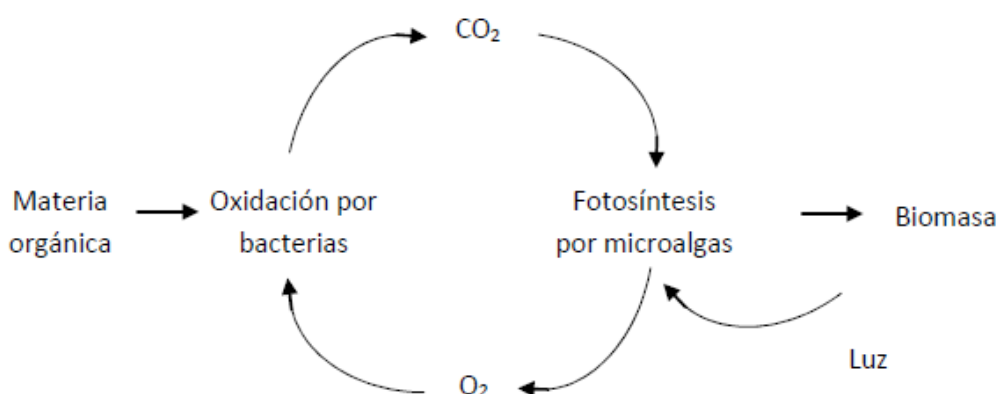 CO₂
Materia
orgánica
Oxidación por
bacterias
Fotosíntesis
por microalgas
Biomasa
Luz
O₂